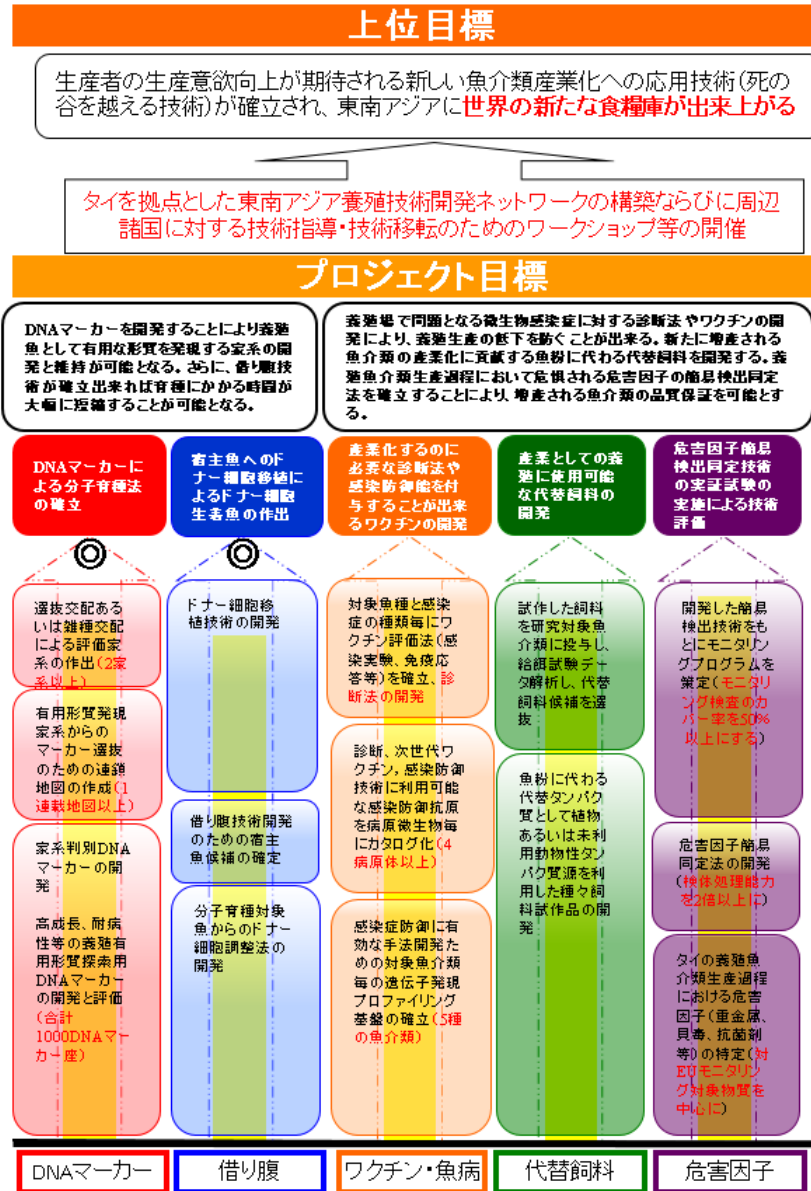 上位目標
生産者の生産意欲向上が期待される新しい魚介類産業化への応用技術(死の
谷を越える技術)が確立され、東南アジアに世界の新たな食糧庫が出来上がる
タイを拠点とした東南アジア養殖技術開発ネットワークの構築ならびに周辺
諸国に対する技術指導・技術移転のためのワークショップ等の開催
プロジェクト目標
DNAマーカーを開発することにより養殖
魚として有用な形質を発現する家系の開
発と維持が可能となる。さらに、借り腹技
術が確立出来れば育種にかかる時間が
大幅に短縮することが可能となる。
養殖場で問題となる微生物感染症に対する診断法やワクチンの開
発により、養殖生産の低下を防ぐことが出来る。新たに増産される
魚介類の産業化に貢献する魚粉に代わる代替飼料を開発する。養
殖魚介類生産過程において危惧される危害因子の簡易検出同定
法を確立することにより、増産される魚介類の品質保証を可能とす
る。
DNAマーカーに
よる分子育種法
の確立
宿主魚へのド
ナー細胞移植に
よるドナー細胞
生着魚の作出
産業化するのに
必要な診断法や
感染防御能を付
与することが出来
るワクチンの開発
産業としての養
殖に使用可能
な代替飼料の
開発
危害因子簡易
検出同定技術
の実証試験の
実施による技術
評価
選抜交配ある
いは雑種交配
による評価家
系の作出(2家
系以上)
有用形質発現
家系からの
マーカー選抜
のための連鎖
地図の作成(1
連鎖地図以上)
家系判別DNA
マーカーの開
発
高成長、耐病
性等の養殖有
用形質探索用
DNAマーカー
の開発と評価
(合計
1000DNAマー
カー座)
ドナー細胞移
植技術の開発
借り腹技術開発
のための宿主
魚候補の確定
分子育種対象
魚からのドナー
細胞調整法の
開発
対象魚種と感染
症の種類毎にワ
クチン評価法(感
染実験、免疫応
答等)を確立、診
断法の開発
診断、次世代ワ
クチン,感染防御
技術に利用可能
な感染防御抗原
を病原微生物毎
にカタログ化(4
病原体以上)
感染症防御に有
効な手法開発た
めの対象魚介類
毎の遺伝子発現
プロファイリング
基盤の確立(5種
の魚介類)
試作した飼料
を研究対象魚
介類に投与し、
給餌試験デー
タ解析し、代替
飼料候補を選
抜
魚粉に代わる
代替タンパク
質として植物
あるいは未利
用動物性タン
パク質源を利
用した種々飼
料試作品の開
発
開発した簡易
検出技術をも
とにモニタリン
グプログラムを
策定(モニタリ
ング検査のカ
バー率を50%
以上にする)
危害因子簡易
同定法の開発
(検体処理能力
を2倍以上に)
タイの養殖魚
介類生産過程
における危害
因子(重金属、
貝毒、抗菌剤
等)の特定(対
EUモニタリン
グ対象物質を
中心に)
DNAマーカー
借り腹
ワクチン・魚病
代替飼料
危害因子